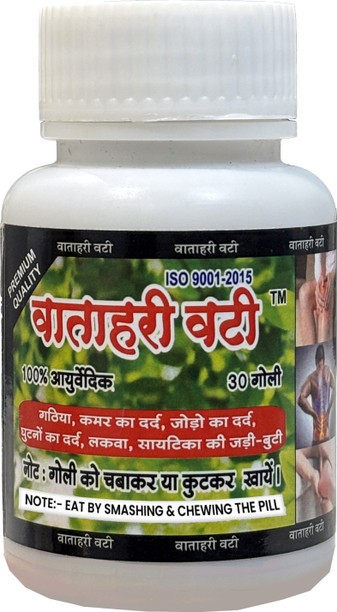 वाताहरी वटी वाताहरी वटी वाताहरी वटी
PREMIUM
QUALITY
ISO 9001-2015
वाताहरी वटी TM
100% आयुर्वेदिक 30 गोली
गठिया, कमर का दर्द, जोड़ो का दर्द,
घुटनों का दर्द, लकवा, सायटिका की जड़ी-बुटी
नोट : गोली को चबाकर या कुटकर खायें।
NOTE:- EAT BY SMASHING & CHEWING THE PILL
वाताहरी वटी वाताहरी वटी वाताहरी वटी